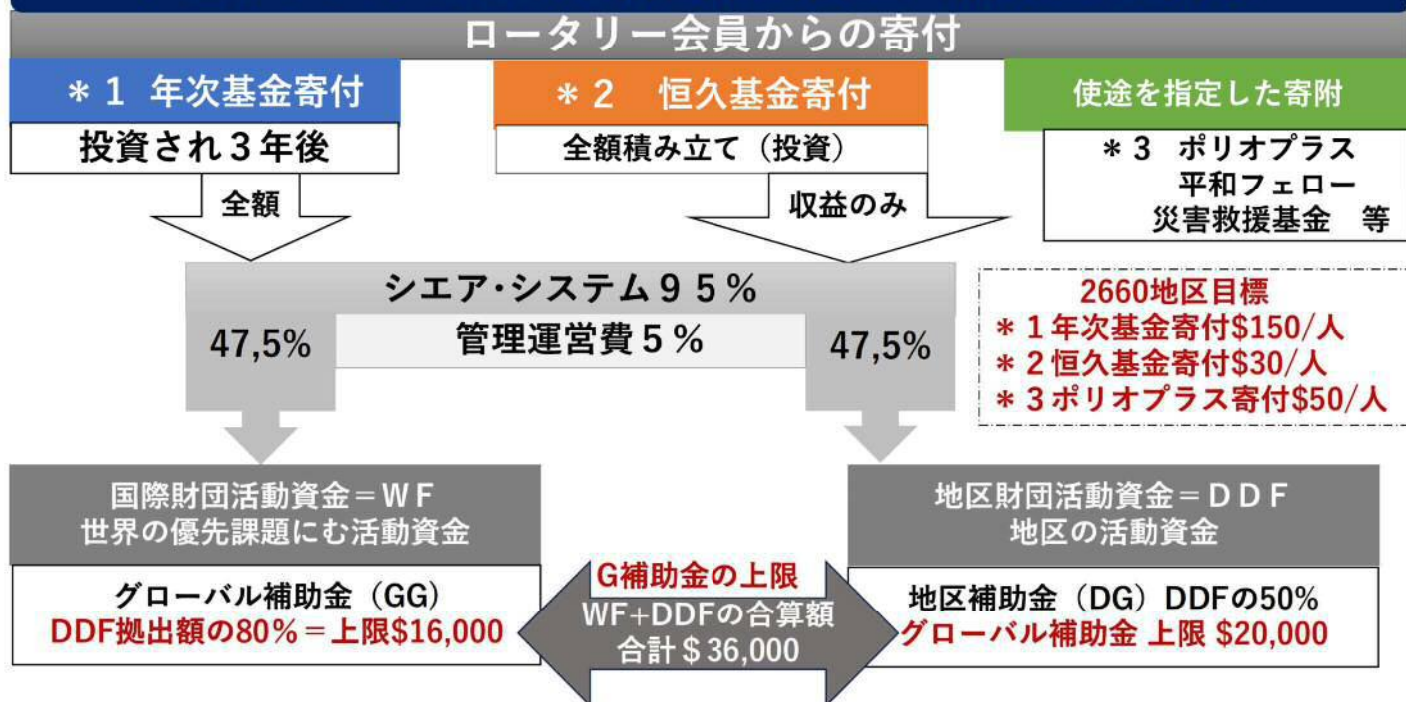 ロータリー会員からの寄付
＊１ 年次基金寄付
投資され３年後
全額
＊２　恒久基金寄付
全額積み立て（投資）
収益のみ
使途を指定した寄附
＊３　ポリオプラス
平和フェロー
災害救援基金　等
シエア・システム９５％
管理運営費５％
47,5%
47,5%
2660地区目標
＊１年次基金寄付$150/人
＊２恒久基金寄付$30/人
＊３ポリオプラス寄付$50/人
国際財団活動資金＝ＷＦ
世界の優先課題にむ活動資金
グローバル補助金（GG）
DDF拠出額の80%＝上限$16,000
G補助金の上限
WF+DDFの合算額
合計＄36,000
地区財団活動資金＝ＤＤＦ
地区の活動資金
地区補助金（DG）DDFの50%
グローバル補助金 上限 $20,000